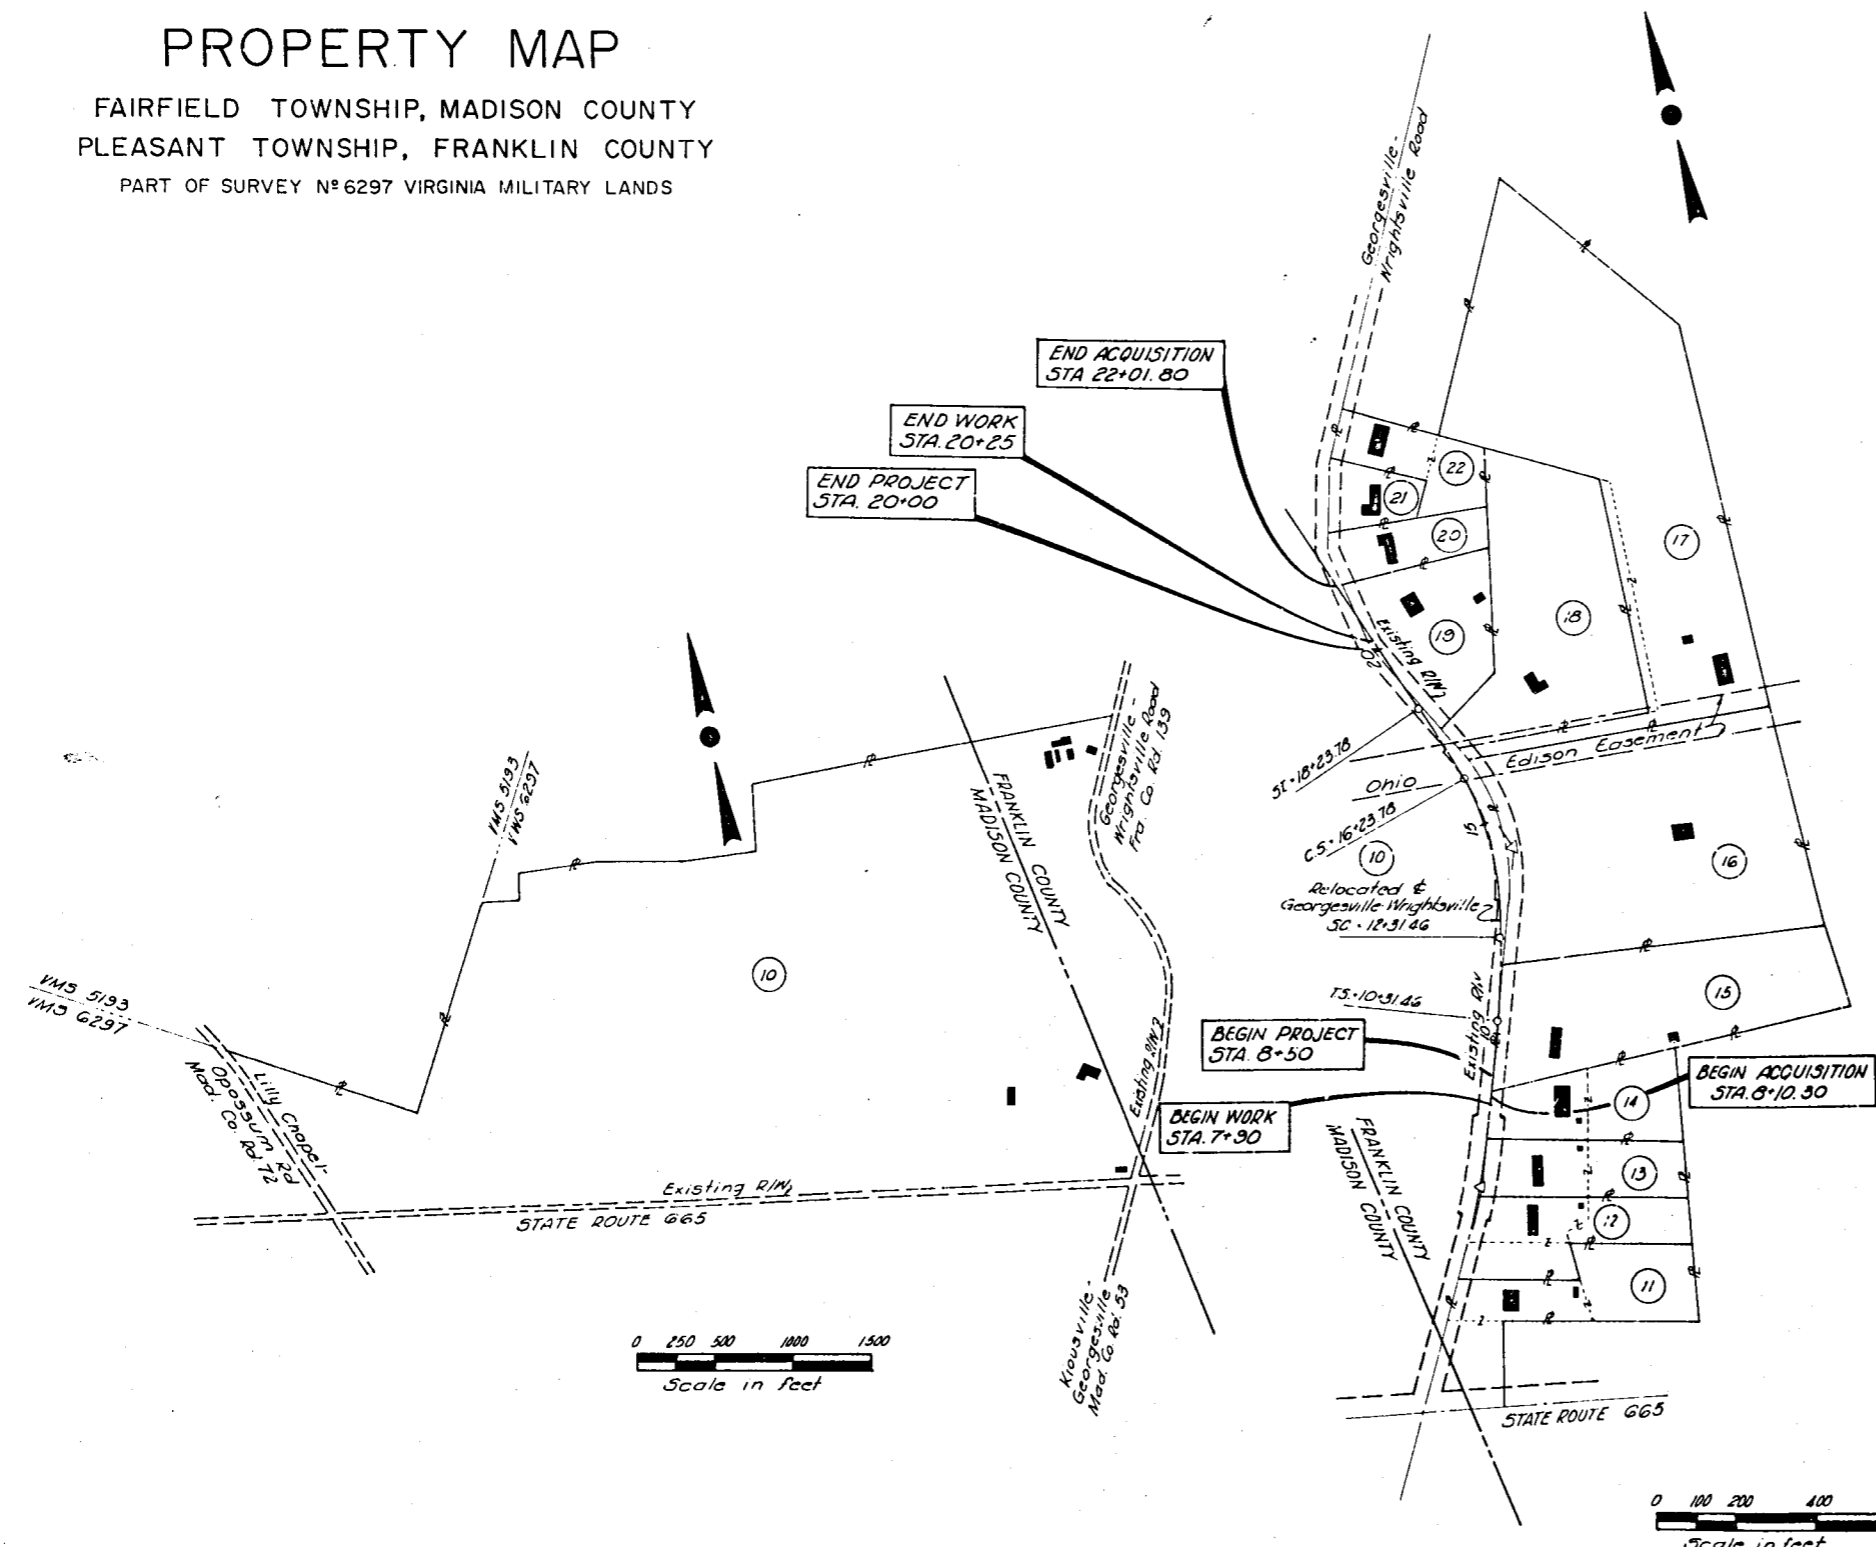 PROPERTY MAP
FAIRFIELD TOWNSHIP, MADISON COUNTY
PLEASANT TOWNSHIP, FRANKLIN COUNTY
PART OF SURVEY Nº 6297 VIRGINIA MILITARY LANDS
Georgesville-
Wrightsville Road
END ACQUISITION
STA 22+01.80
END WORK
STA. 20+25
END PROJECT
STA. 20+00
22
21
20
19
18
17
20
Existing R/W
Edison Easement
Ohio
ST = 18+23.78
C.S. = 16+23.78
15
10
16
Relocated ℄
Georgesville-Wrightsville
SC = 12+31.46
T.S. = 10+31.46
15
Existing R/W
10
BEGIN PROJECT
STA. 8+50
BEGIN ACQUISITION
STA. 8+10.30
BEGIN WORK
STA. 7+90
14
13
12
11
FRANKLIN COUNTY
MADISON COUNTY
STATE ROUTE 665
0 100 200 400
Scale in feet
VMS 5193
VMS 6297
Georgesville-
Wrightsville Road
Fra. Co. Rd. 139
FRANKLIN COUNTY
MADISON COUNTY
10
VMS 5193
VMS 6297
Lilly Chapel-
Opossum Rd
Mad. Co. Rd. 72
Existing R/W
Existing R/W
STATE ROUTE 665
Kiousville-
Georgesville
Mad. Co. Rd. 53
0 250 500 1000 1500
Scale in feet